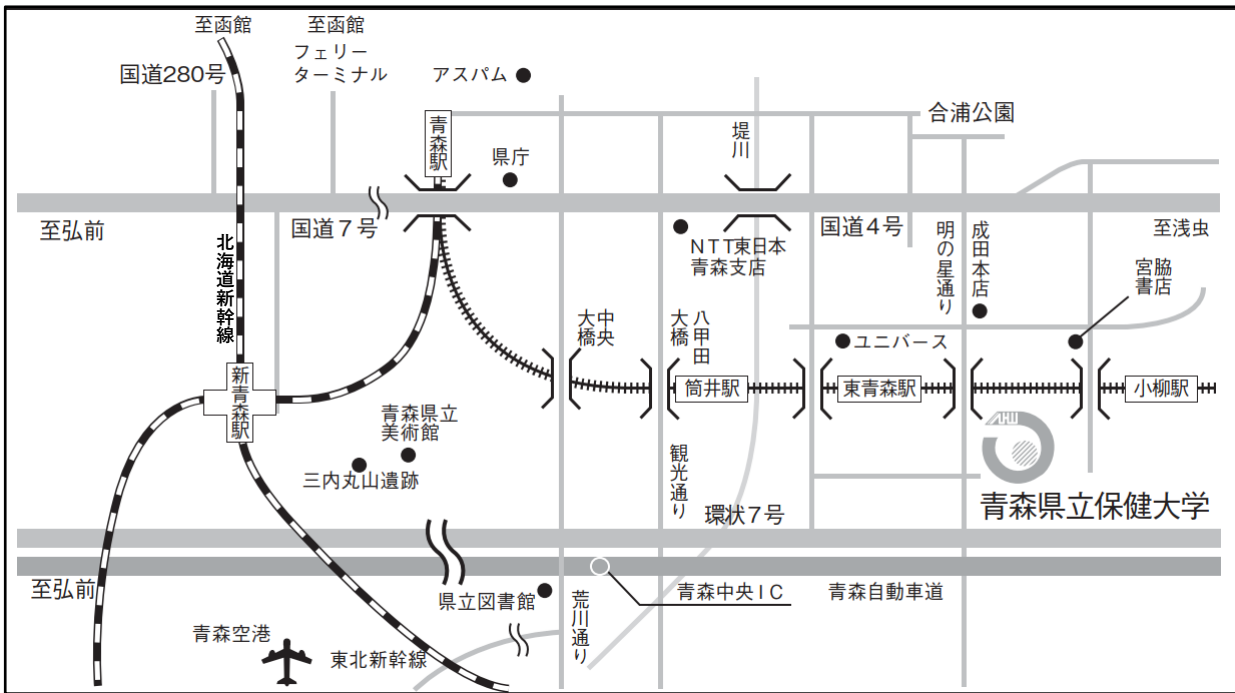 至函館
至函館
フェリー
ターミナル
国道280号
アスパム
青森駅
県庁
堤川
合浦公園
至弘前
国道7号
NTT東日本
青森支店
国道4号
明の星通り
成田本店
至浅虫
宮脇
書店
北海道新幹線
中央
大橋
八甲田
大橋
ユニバース
新青森駅
筒井駅
東青森駅
小柳駅
青森県立
美術館
三内丸山遺跡
観光通り
環状7号
青森県立保健大学
至弘前
県立図書館
荒川通り
青森中央IC
青森自動車道
青森空港
東北新幹線